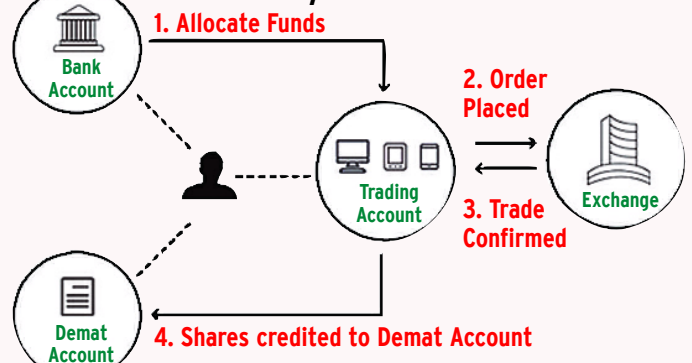 1. Allocate Funds
Bank
Account
2. Order
Placed
Trading
Account
Exchange
3. Trade
Confirmed
4. Shares credited to Demat Account
Demat
Account